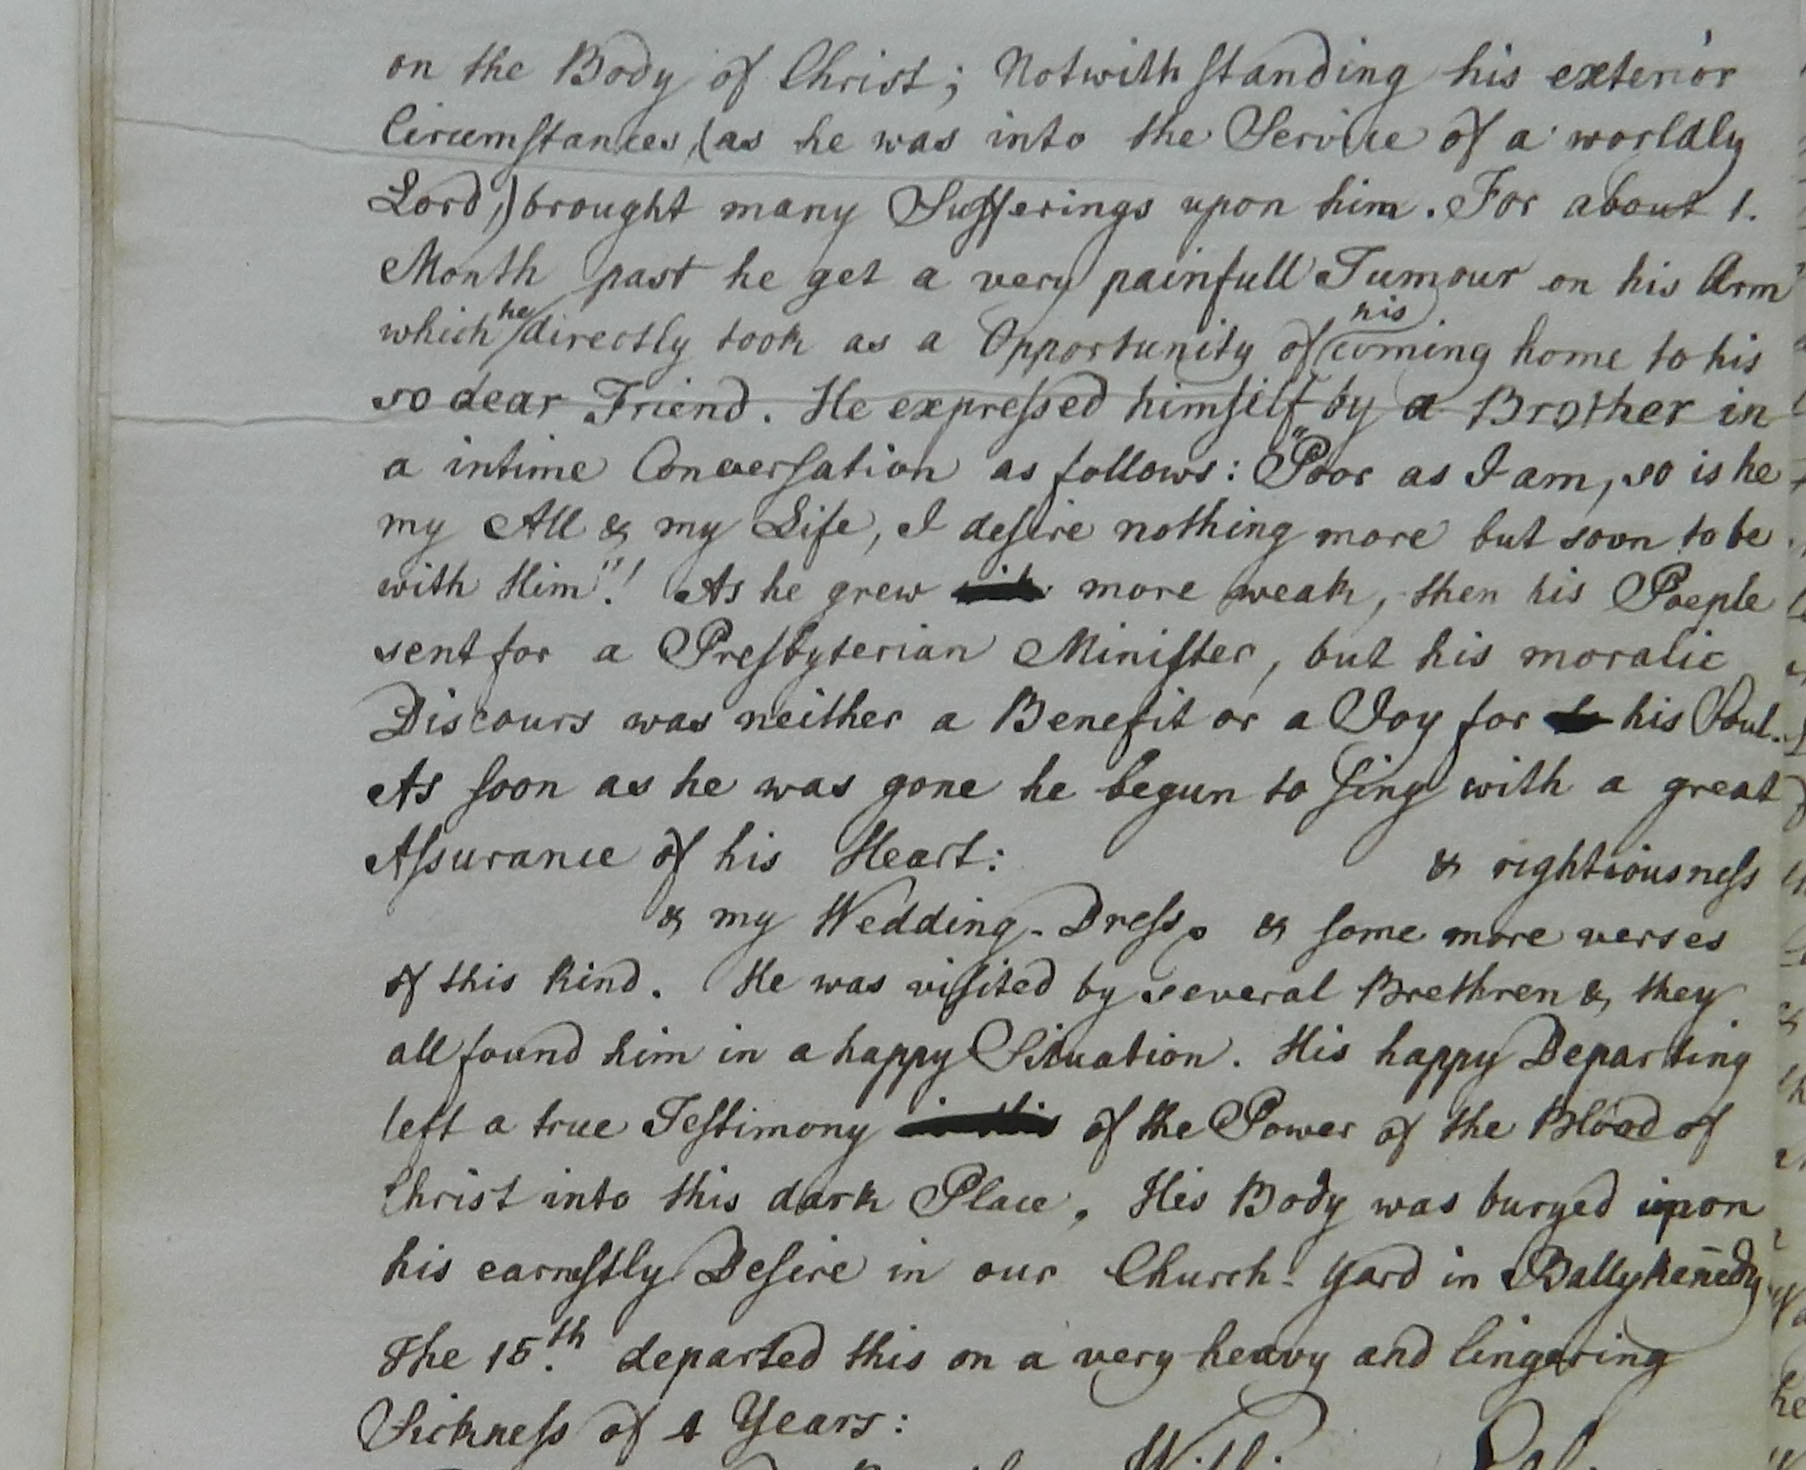 on the Body of Christ; Notwithstanding his exterior
Circumstances, (as he was into the Service of a worldly
Lord,) brought many Sufferings upon him. For about 1.
Month past he get a very painfull Tumour on his Arm
which he directly took as a Opportunity of his coming home to his
so dear Friend. He expressed himself by a Brother in
a intime Conversation as follows: "Poor as I am, so is he
my All & my Life, I desire nothing more but soon to be
with Him"! As he grew more weak, then his Poeple
sent for a Presbyterian Minister, but his moralic
Discours was neither a Benefit or a Joy for his Soul.
As soon as he was gone he begun to sing with a great
Assurance of his Heart: & rightiousness
& my Wedding-Dress. & some more verses
of this kind. He was visited by several Brethren & they
all found him in a happy Situation. His happy Departing
left a true Testimony of the Power of the Blood of
Christ into this dark Place. His Body was buryed upon
his earnestly Desire in our Church-Yard in Ballykeñedy
The 15.th departed this on a very heavy and lingering
Sickness of 4 Years: